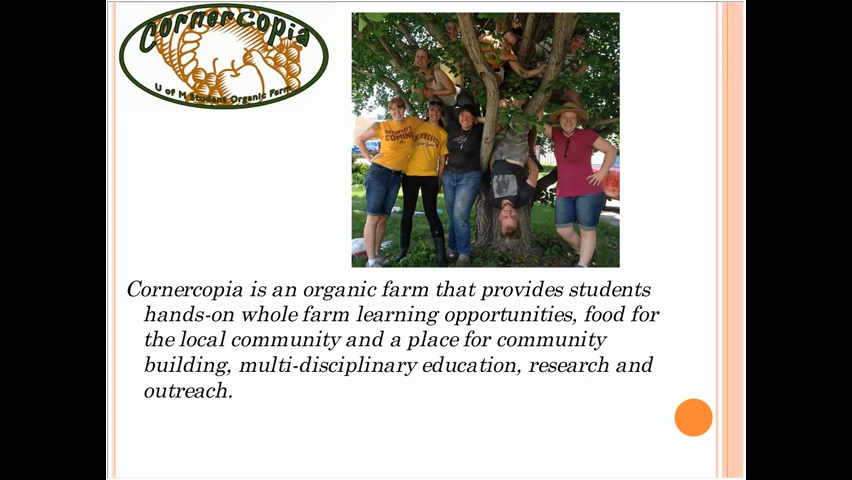 Cornercopia
U of M Student Organic Farm
Cornercopia is an organic farm that provides students
hands-on whole farm learning opportunities, food for
the local community and a place for community
building, multi-disciplinary education, research and
outreach.